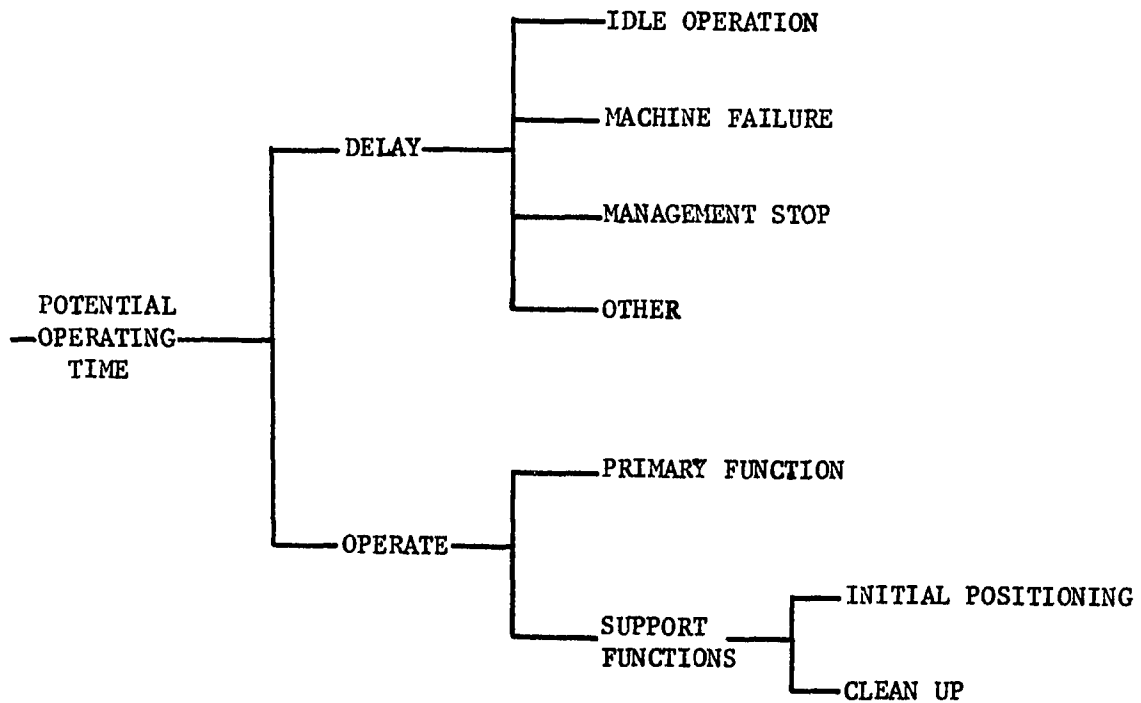 IDLE OPERATION
MACHINE FAILURE
DELAY
MANAGEMENT STOP
OTHER
POTENTIAL
OPERATING
TIME
PRIMARY FUNCTION
OPERATE
SUPPORT
FUNCTIONS
INITIAL POSITIONING
CLEAN UP